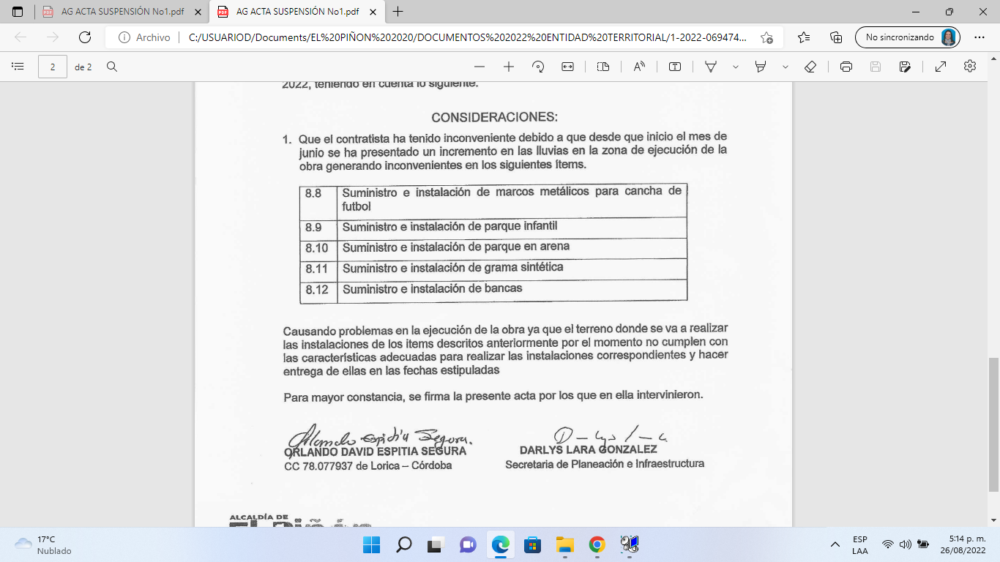 AG ACTA SUSPENSIÓN No1.pdf
AG ACTA SUSPENSIÓN No1.pdf
Archivo
C:/USUARIOD/Documents/EL%20PIÑON%202020/DOCUMENTOS%202022%20ENTIDAD%20TERRITORIAL/1-2022-069474...
No sincronizando
2 de 2
2022, teniendo en cuenta lo siguiente:
CONSIDERACIONES:
1. Que el contratista ha tenido inconveniente debido a que desde que inicio el mes de
junio se ha presentado un incremento en las lluvias en la zona de ejecución de la
obra generando inconvenientes en los siguientes ítems.
8.8 Suministro e instalación de marcos metálicos para cancha de
futbol
8.9 Suministro e instalación de parque infantil
8.10 Suministro e instalación de parque en arena
8.11 Suministro e instalación de grama sintética
8.12 Suministro e instalación de bancas
Causando problemas en la ejecución de la obra ya que el terreno donde se va a realizar
las instalaciones de los items descritos anteriormente por el momento no cumplen con
las características adecuadas para realizar las instalaciones correspondientes y hacer
entrega de ellas en las fechas estipuladas
Para mayor constancia, se firma la presente acta por los que en ella intervinieron.
Orlando Espitia Segura.
ORLANDO DAVID ESPITIA SEGURA
CC 78.077937 de Lorica – Córdoba
DARLYS LARA GONZALEZ
Secretaria de Planeación e Infraestructura
ALCALDÍA DE
17°C
Nublado
ESP
LAA
5:14 p. m.
26/08/2022